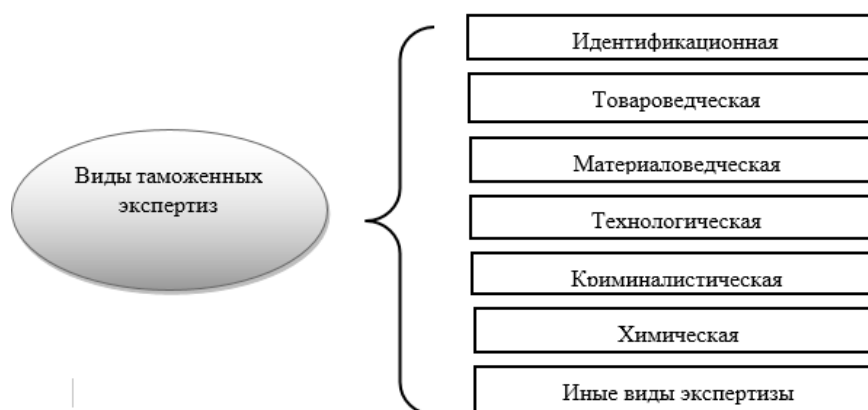 Виды таможенных
экспертиз
Идентификационная
Товароведческая
Материаловедческая
Технологическая
Криминалистическая
Химическая
Иные виды экспертизы